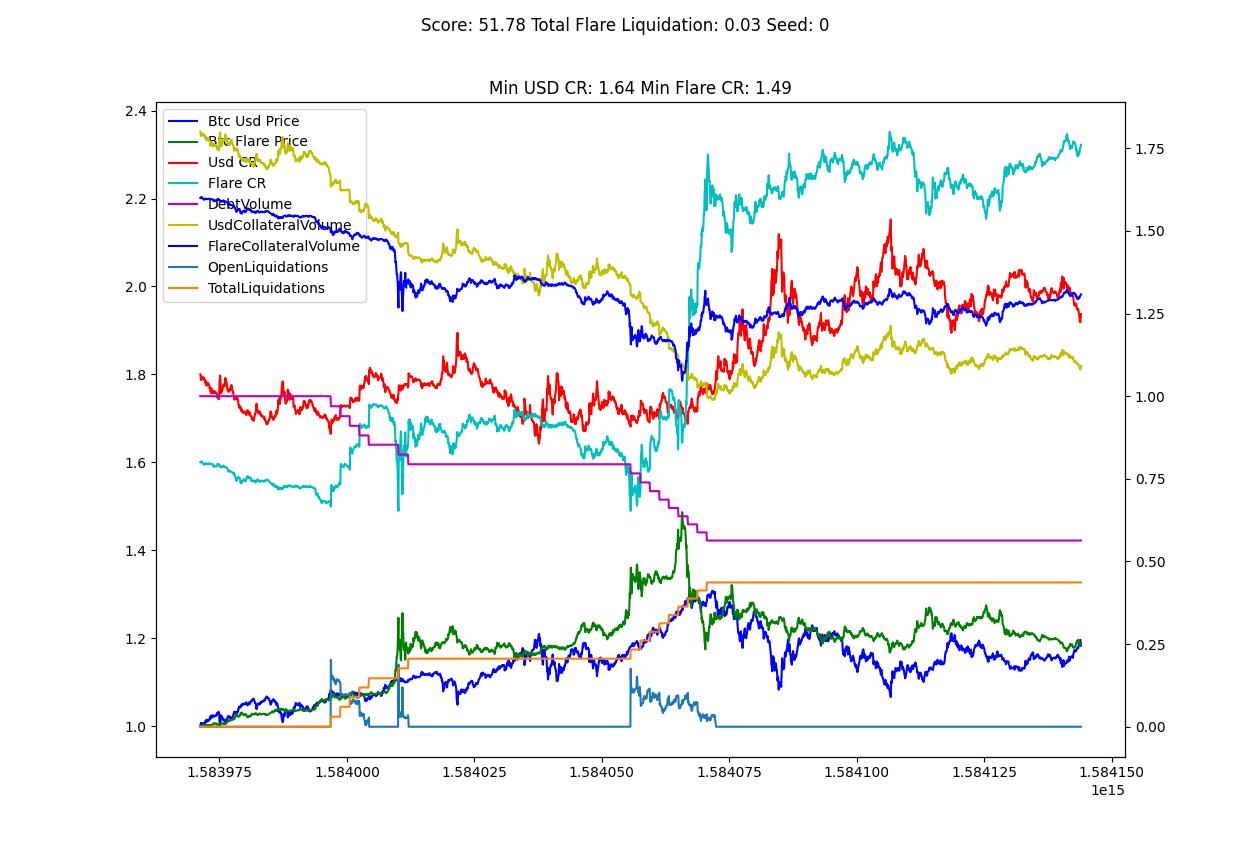 Score: 51.78 Total Flare Liquidation: 0.03 Seed: 0
Min USD CR: 1.64 Min Flare CR: 1.49
Btc Usd Price
Btc Flare Price
Usd CR
Flare CR
DebtVolume
UsdCollateralVolume
FlareCollateralVolume
OpenLiquidations
TotalLiquidations
2.4
2.2
2.0
1.8
1.6
1.4
1.2
1.0
1.75
1.50
1.25
1.00
0.75
0.50
0.25
0.00
1.583975 1.584000 1.584025 1.584050 1.584075 1.584100 1.584125 1.584150
1e15